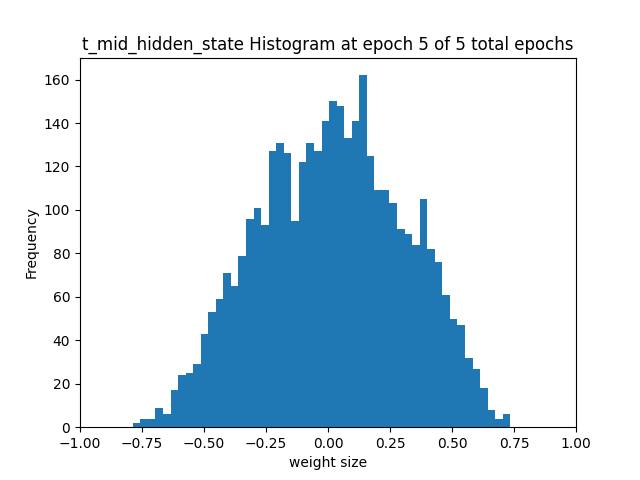 t_mid_hidden_state Histogram at epoch 5 of 5 total epochs
160
140
120
100
80
60
40
20
0
Frequency
−1.00 −0.75 −0.50 −0.25 0.00 0.25 0.50 0.75 1.00
weight size